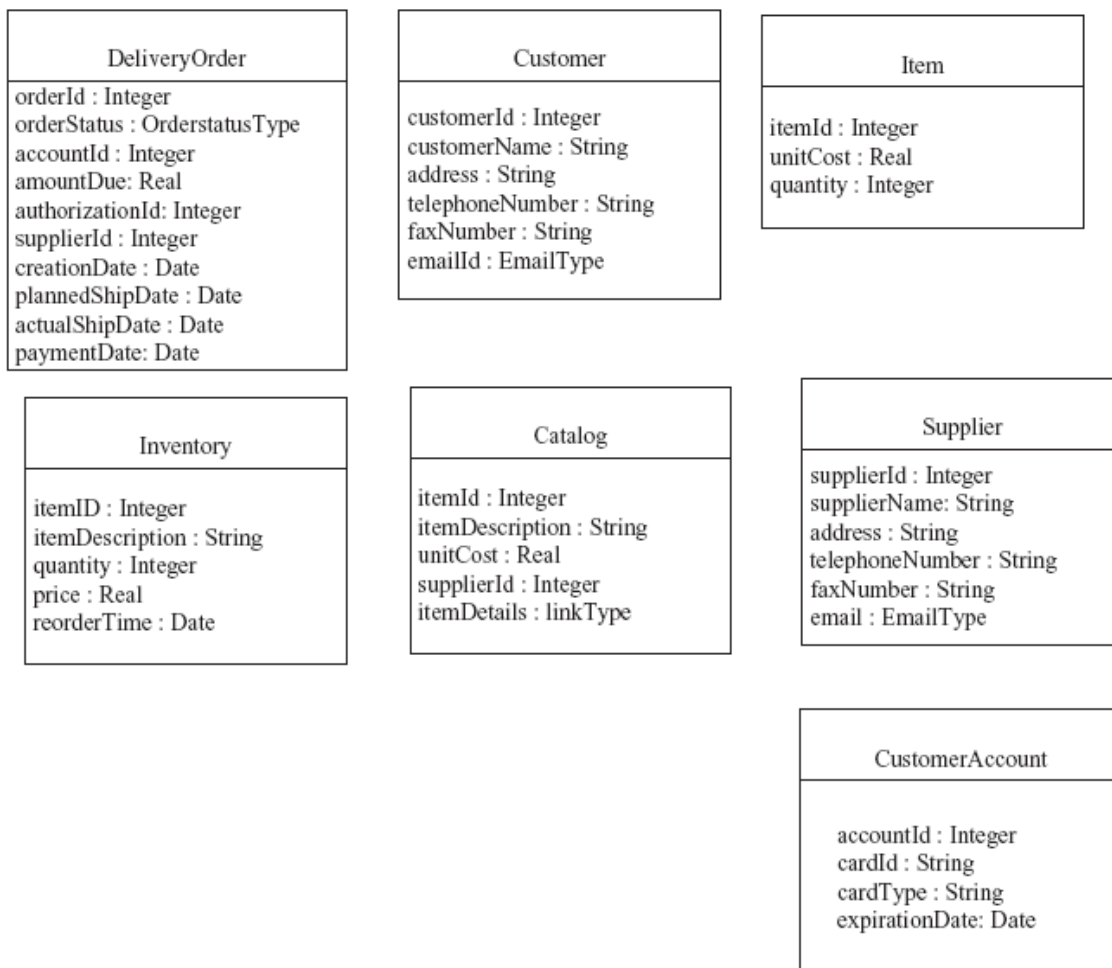 DeliveryOrder
orderId : Integer
orderStatus : OrderstatusType
accountId : Integer
amountDue: Real
authorizationId: Integer
supplierId : Integer
creationDate : Date
plannedShipDate : Date
actualShipDate : Date
paymentDate: Date
Customer
customerId : Integer
customerName : String
address : String
telephoneNumber : String
faxNumber : String
emailId : EmailType
Item
itemId : Integer
unitCost : Real
quantity : Integer
Inventory
itemID : Integer
itemDescription : String
quantity : Integer
price : Real
reorderTime : Date
Catalog
itemId : Integer
itemDescription : String
unitCost : Real
supplierId : Integer
itemDetails : linkType
Supplier
supplierId : Integer
supplierName: String
address : String
telephoneNumber : String
faxNumber : String
email : EmailType
CustomerAccount
accountId : Integer
cardId : String
cardType : String
expirationDate: Date